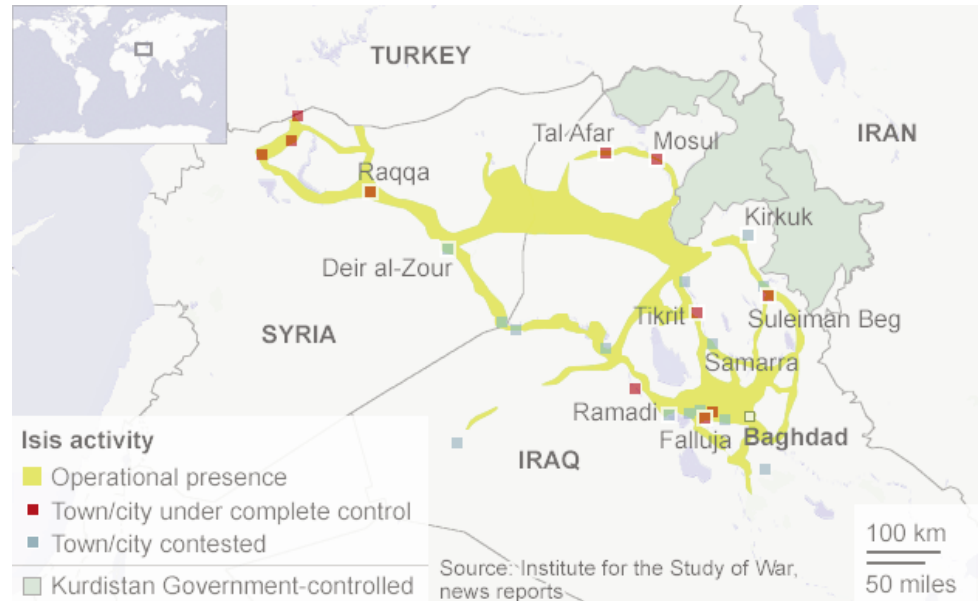 TURKEY
IRAN
Tal Afar
Mosul
Raqqa
Kirkuk
Deir al-Zour
SYRIA
Tikrit
Suleiman Beg
Samarra
Ramadi
Falluja
Baghdad
IRAQ
Isis activity
Operational presence
Town/city under complete control
Town/city contested
Kurdistan Government-controlled
Source: Institute for the Study of War,
news reports
100 km
50 miles